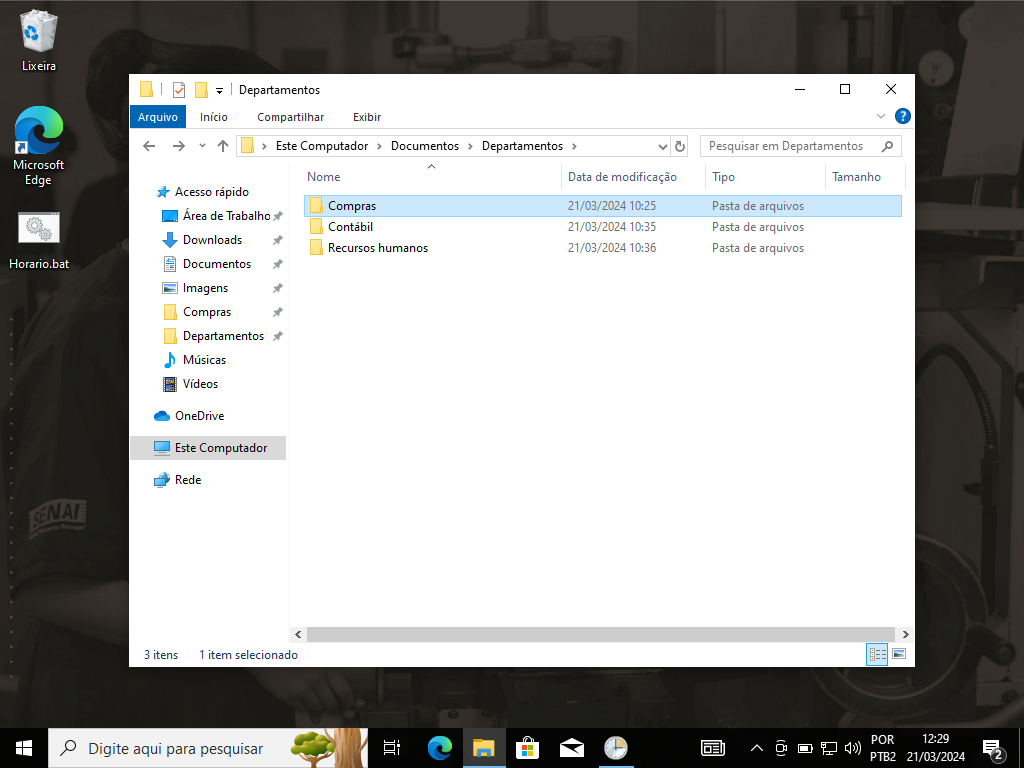 Lixeira
Microsoft
Edge
Horario.bat
Departamentos
Arquivo
Início
Compartilhar
Exibir
Este Computador
Documentos
Departamentos
Pesquisar em Departamentos
Nome
Data de modificação
Tipo
Tamanho
Compras 21/03/2024 10:25 Pasta de arquivos
Contábil 21/03/2024 10:35 Pasta de arquivos
Recursos humanos 21/03/2024 10:36 Pasta de arquivos
Acesso rápido
Área de Trabalho
Downloads
Documentos
Imagens
Compras
Departamentos
Músicas
Vídeos
OneDrive
Este Computador
Rede
SENAI
3 itens
1 item selecionado
Digite aqui para pesquisar
POR
PTB2
12:29
21/03/2024
2